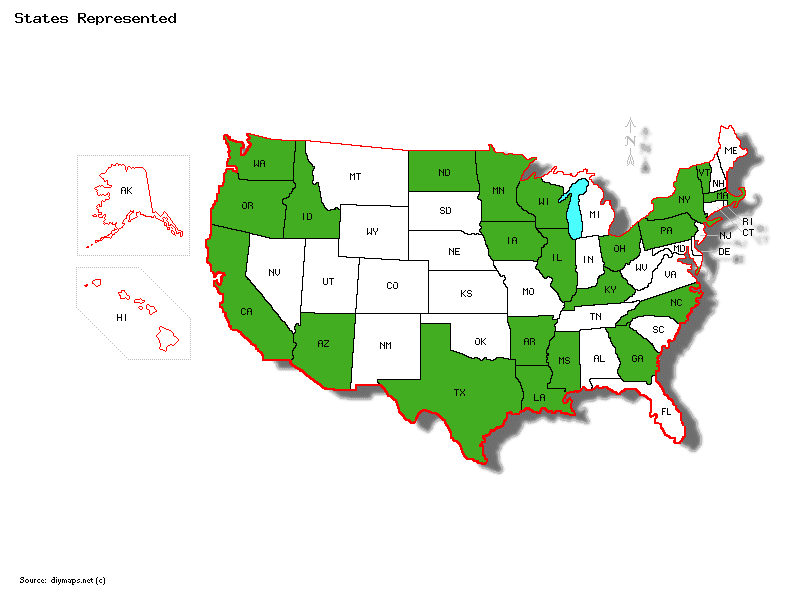 States Represented
N
N
ME
WA
ND
MT
VT
NH
AK
MN
MA
OR
WI
NY
ID
SD
MI
RI
WY
PA
CT
NJ
IA
OH
MD
NE
DE
IL
IN
WV
NV
VA
UT
CO
KY
KS
MO
NC
CA
HI
TN
SC
AZ
NM
OK
AR
GA
MS
AL
TX
LA
FL
Source: diymaps.net (c)